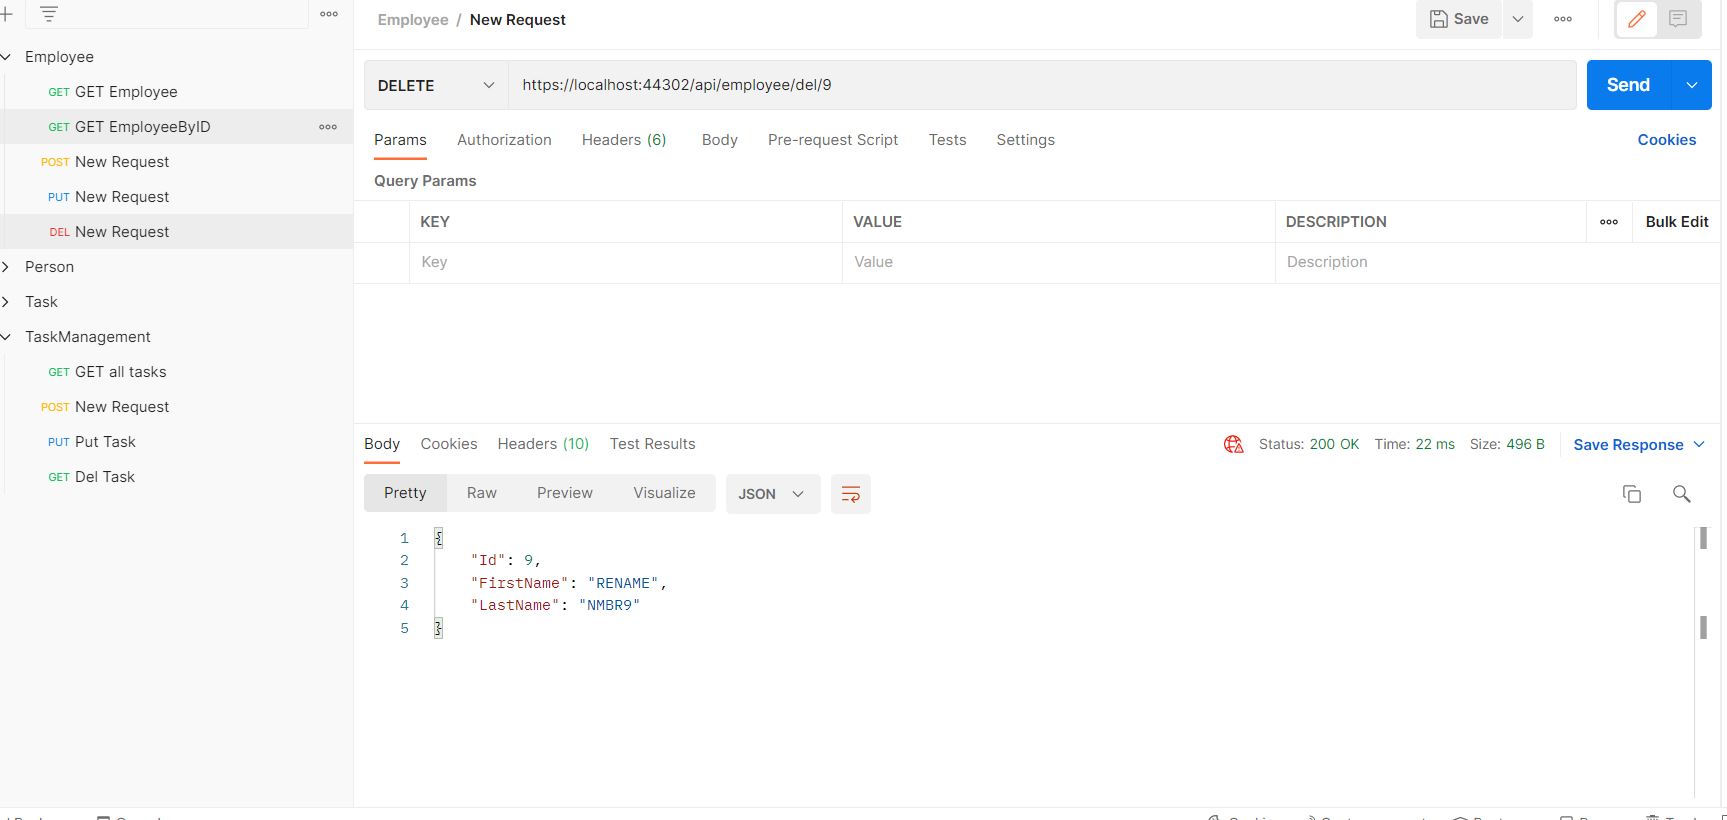 Employee / New Request
Save
Employee
GET GET Employee
GET GET EmployeeByID
POST New Request
PUT New Request
DEL New Request
Person
Task
TaskManagement
GET GET all tasks
POST New Request
PUT Put Task
GET Del Task
DELETE https://localhost:44302/api/employee/del/9 Send
Params Authorization Headers (6) Body Pre-request Script Tests Settings Cookies
Query Params
KEY VALUE DESCRIPTION Bulk Edit
Key Value Description
Body Cookies Headers (10) Test Results Status: 200 OK Time: 22 ms Size: 496 B Save Response
Pretty Raw Preview Visualize JSON
1 {
2 "Id": 9,
3 "FirstName": "RENAME",
4 "LastName": "NMBR9"
5 }